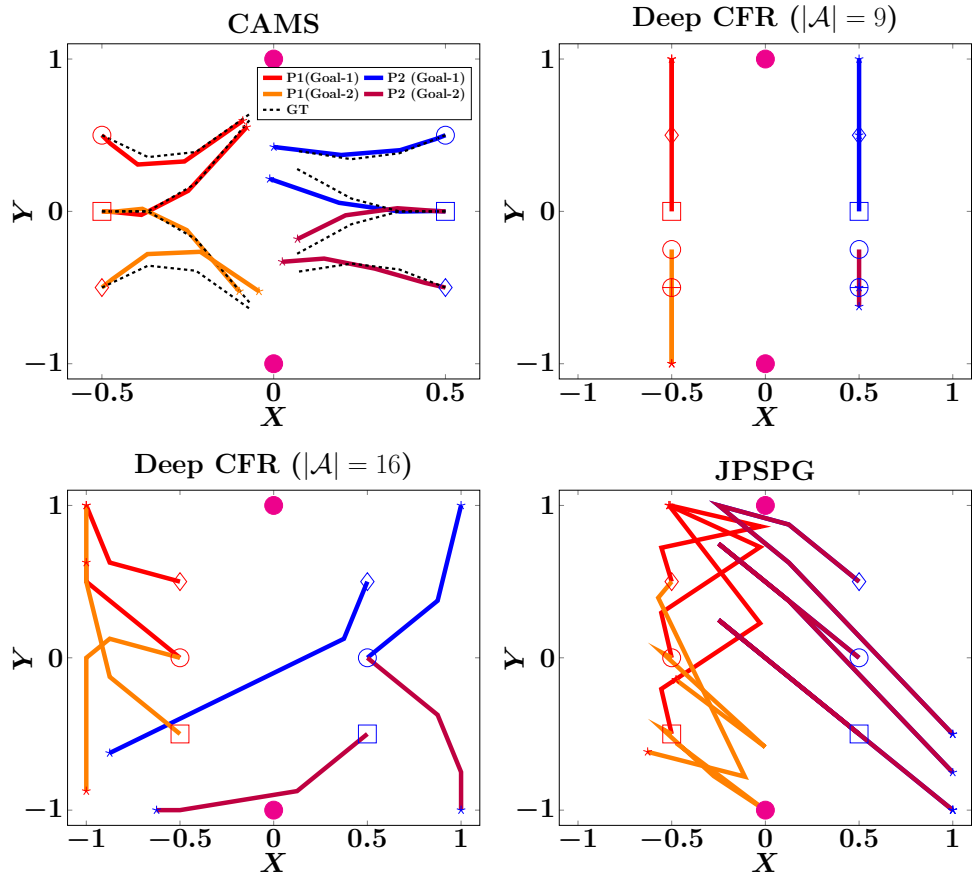 CAMS
1
0
−1
Y
P1(Goal-1) P2 (Goal-1)
P1(Goal-2) P2 (Goal-2)
GT
−0.5 0 0.5
X
Deep CFR (|𝒜| = 9)
1
0
−1
Y
−1 −0.5 0 0.5 1
X
Deep CFR (|𝒜| = 16)
1
0
−1
Y
−1 −0.5 0 0.5 1
X
JPSPG
1
0
−1
Y
−1 −0.5 0 0.5 1
X